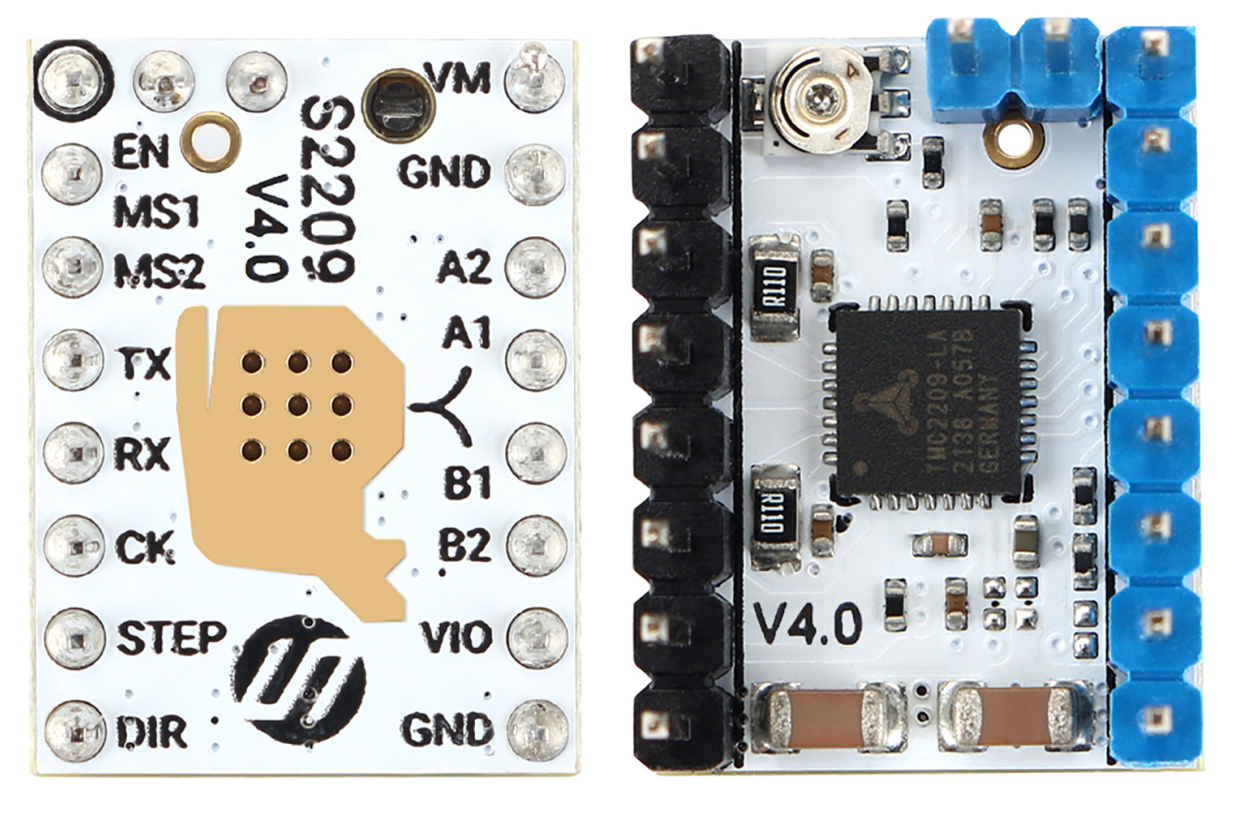 VM
EN
GND
MS1
MS2
S2209
V4.0
A2
A1
TX
RX
B1
CK
B2
STEP
VIO
DIR
GND
R110
TMC2209-LA
2136 A057B
GERMANY
R110
V4.0